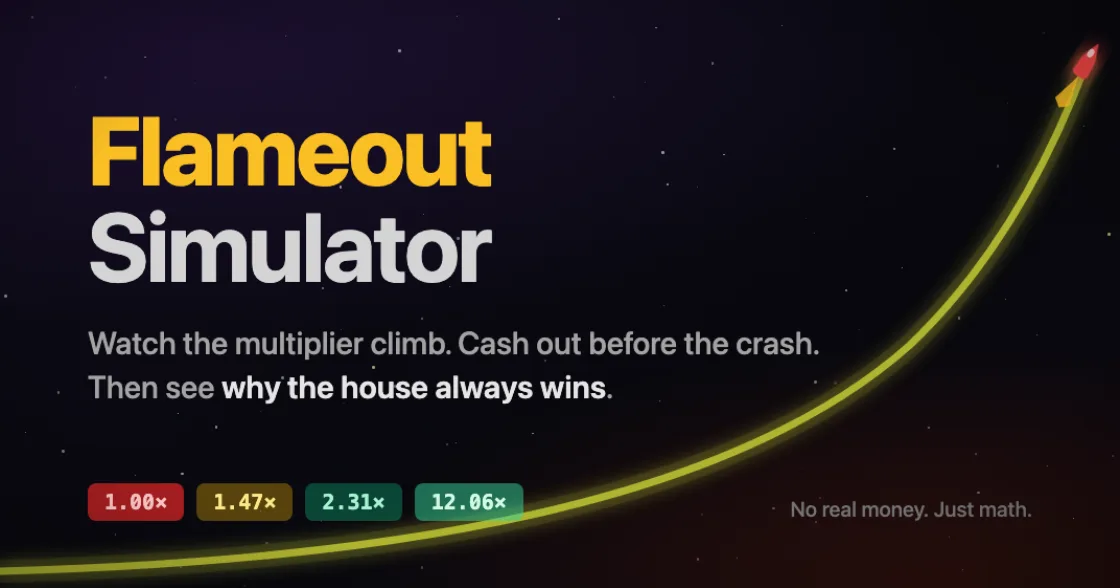 Flameout
Simulator
Watch the multiplier climb. Cash out before the crash.
Then see why the house always wins.
1.00× 1.47× 2.31× 12.06×
No real money. Just math.